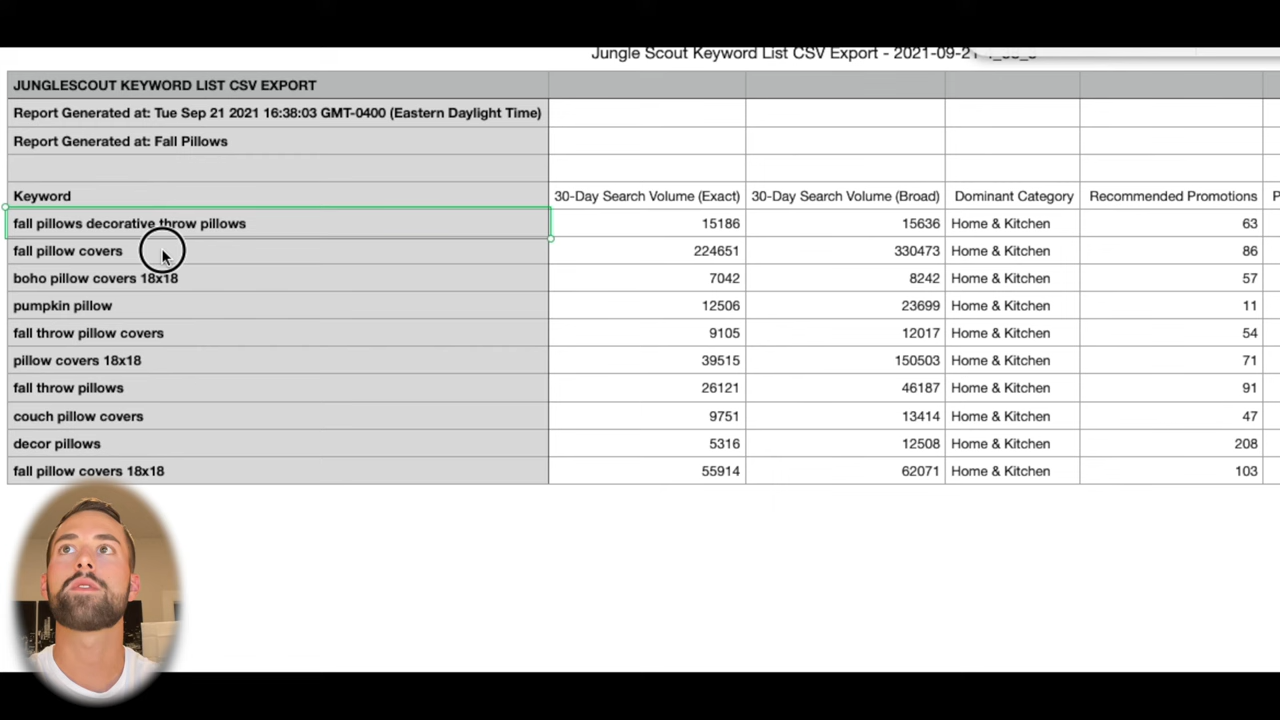 Jungle Scout Keyword List CSV Export - 2021-09-21
JUNGLESCOUT KEYWORD LIST CSV EXPORT
Report Generated at: Tue Sep 21 2021 16:38:03 GMT-0400 (Eastern Daylight Time)
Report Generated at: Fall Pillows
Keyword 30-Day Search Volume (Exact) 30-Day Search Volume (Broad) Dominant Category Recommended Promotions P
fall pillows decorative throw pillows 15186 15636 Home & Kitchen 63
fall pillow covers 224651 330473 Home & Kitchen 86
boho pillow covers 18x18 7042 8242 Home & Kitchen 57
pumpkin pillow 12506 23699 Home & Kitchen 11
fall throw pillow covers 9105 12017 Home & Kitchen 54
pillow covers 18x18 39515 150503 Home & Kitchen 71
fall throw pillows 26121 46187 Home & Kitchen 91
couch pillow covers 9751 13414 Home & Kitchen 47
decor pillows 5316 12508 Home & Kitchen 208
fall pillow covers 18x18 55914 62071 Home & Kitchen 103